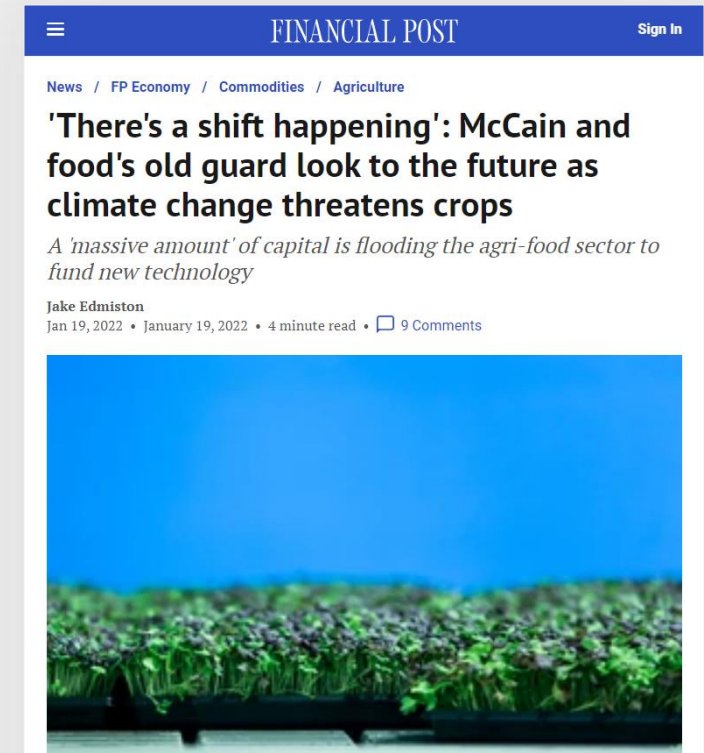 FINANCIAL POST
Sign In
News / FP Economy / Commodities / Agriculture
'There's a shift happening': McCain and
food's old guard look to the future as
climate change threatens crops
A 'massive amount' of capital is flooding the agri-food sector to
fund new technology
Jake Edmiston
Jan 19, 2022 • January 19, 2022 • 4 minute read • 9 Comments